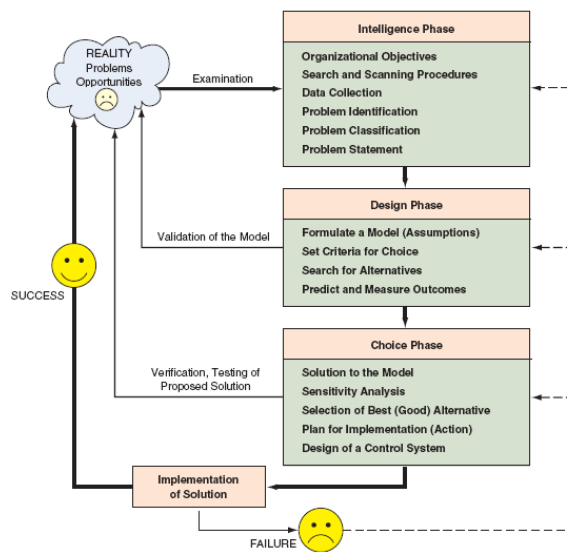 REALITY
Problems
Opportunities
Examination
Intelligence Phase
Organizational Objectives
Search and Scanning Procedures
Data Collection
Problem Identification
Problem Classification
Problem Statement
Design Phase
Formulate a Model (Assumptions)
Set Criteria for Choice
Search for Alternatives
Predict and Measure Outcomes
Validation of the Model
SUCCESS
Choice Phase
Solution to the Model
Sensitivity Analysis
Selection of Best (Good) Alternative
Plan for Implementation (Action)
Design of a Control System
Verification, Testing of
Proposed Solution
Implementation
of Solution
FAILURE